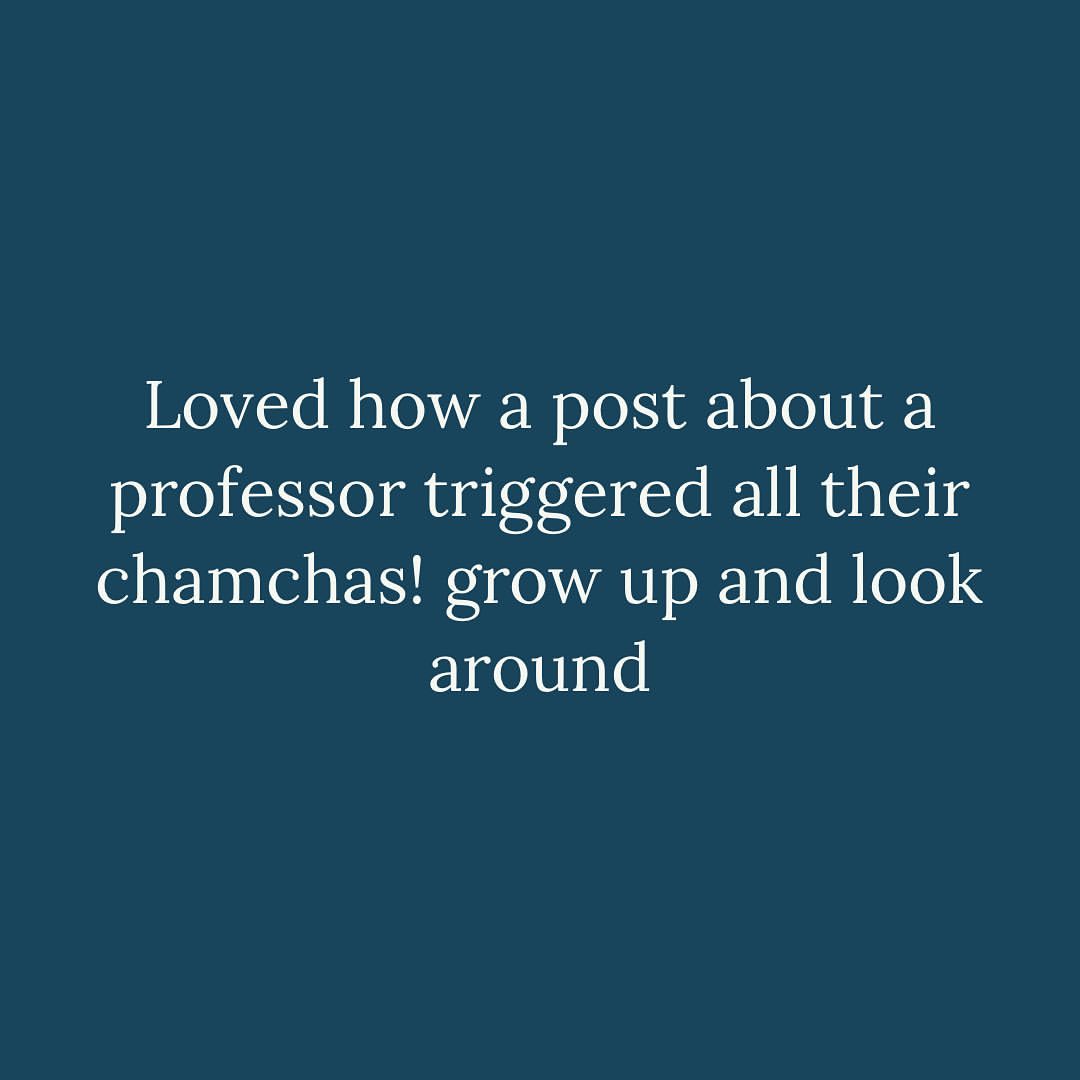 Loved how a post about a
professor triggered all their
chamchas! grow up and look
around